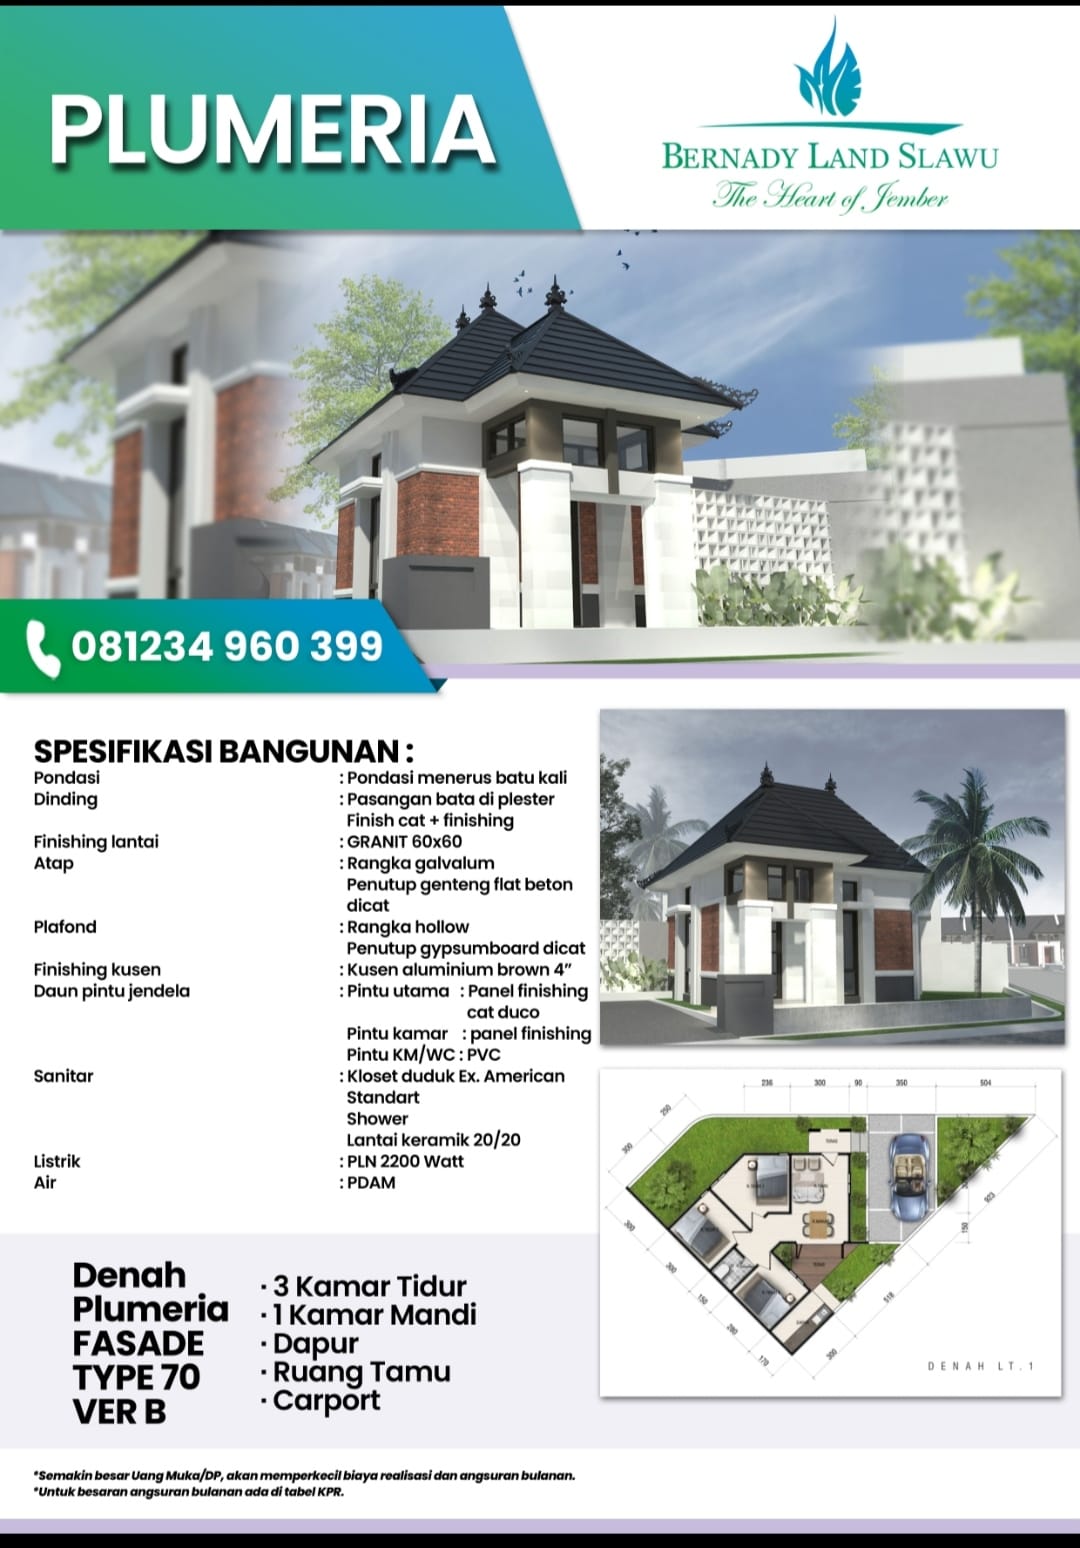 PLUMERIA
BERNADY LAND SLAWU
The Heart of Jember
081234 960 399
SPESIFIKASI BANGUNAN :
Pondasi : Pondasi menerus batu kali
Dinding : Pasangan bata di plester
Finish cat + finishing
Finishing lantai : GRANIT 60x60
Atap : Rangka galvalum
Penutup genteng flat beton
dicat
Plafond : Rangka hollow
Penutup gypsumboard dicat
Finishing kusen : Kusen aluminium brown 4”
Daun pintu jendela : Pintu utama : Panel finishing
cat duco
Pintu kamar : panel finishing
Pintu KM/WC : PVC
Sanitar : Kloset duduk Ex. American
Standart
Shower
Lantai keramik 20/20
Listrik : PLN 2200 Watt
Air : PDAM
236 300 90 350 504
250
300
300
300
150
280
170
300
518
150
923
DENAH LT.1
Denah
Plumeria
FASADE
TYPE 70
VER B
· 3 Kamar Tidur
· 1 Kamar Mandi
· Dapur
· Ruang Tamu
· Carport
*Semakin besar Uang Muka/DP, akan memperkecil biaya realisasi dan angsuran bulanan.
*Untuk besaran angsuran bulanan ada di tabel KPR.